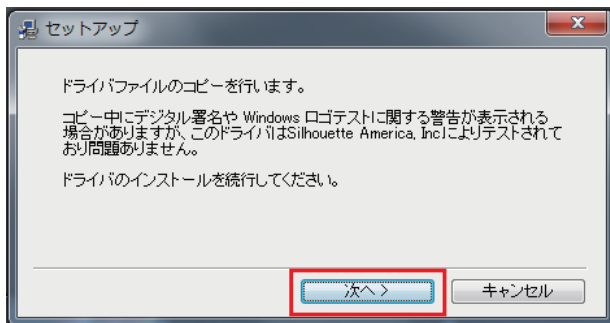 セットアップ
ドライバファイルのコピーを行います。
コピー中にデジタル署名や Windows ロゴテストに関する警告が表示される
場合がありますが、このドライバはSilhouette America, Incによりテストされて
おり問題ありません。
ドライバのインストールを続行してください。
次へ >
キャンセル